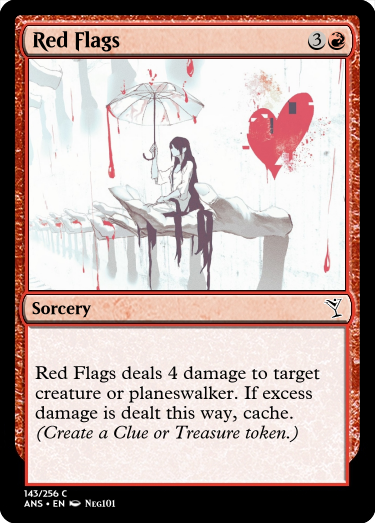 Red Flags 3
Sorcery
Red Flags deals 4 damage to target
creature or planeswalker. If excess
damage is dealt this way, cache.
(Create a Clue or Treasure token.)
143/256 C
ANS • EN Neg101